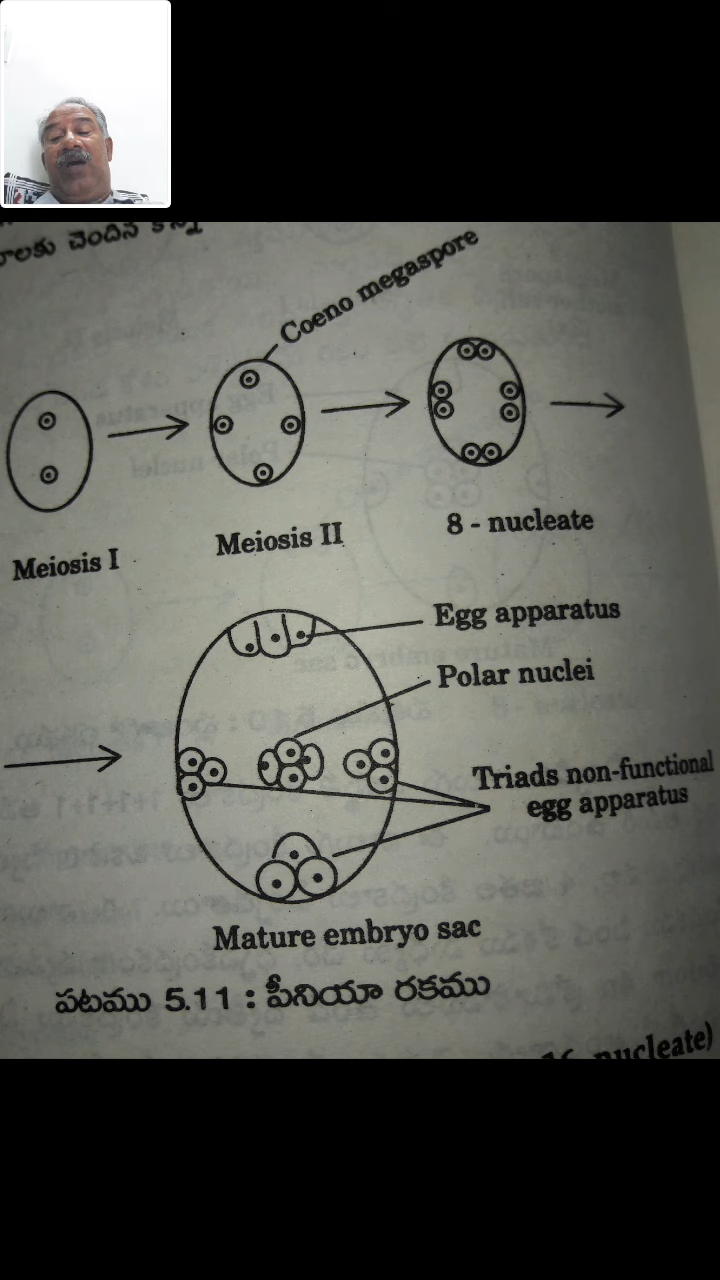 చెందిన
Coeno megaspore
Meiosis I
Meiosis II
8 - nucleate
Egg apparatus
Polar nuclei
Triads non-functional
egg apparatus
Mature embryo sac
పటము 5.11 : పీనియా రకము
nucleate)